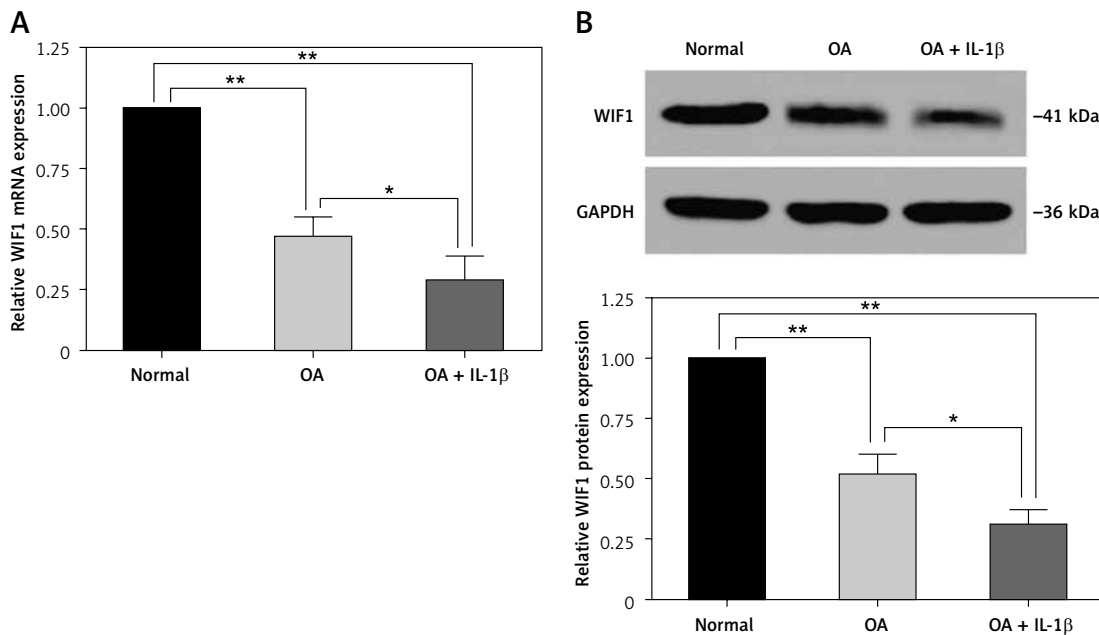 A
Relative WIF1 mRNA expression
1.25
1.00
0.75
0.50
0.25
0
**
**
*
Normal OA OA + IL-1β
B
Normal OA OA + IL-1β
WIF1 –41 kDa
GAPDH –36 kDa
Relative WIF1 protein expression
1.25
1.00
0.75
0.50
0.25
0
**
**
*
Normal OA OA + IL-1β